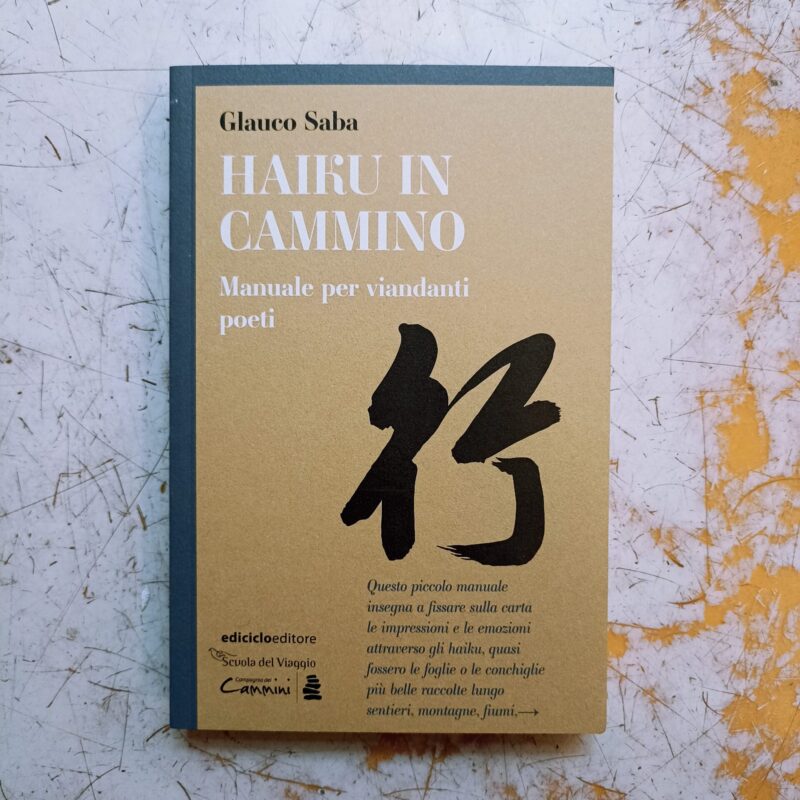 Glauco Saba
HAIKU IN
CAMMINO
Manuale per viandanti
poeti
行
Questo piccolo manuale
insegna a fissare sulla carta
le impressioni e le emozioni
attraverso gli haiku, quasi
fossero le foglie o le conchiglie
più belle raccolte lungo
sentieri, montagne, fiumi,→
ediciclo editore
Scuola del Viaggio
Compagnia dei
Cammini